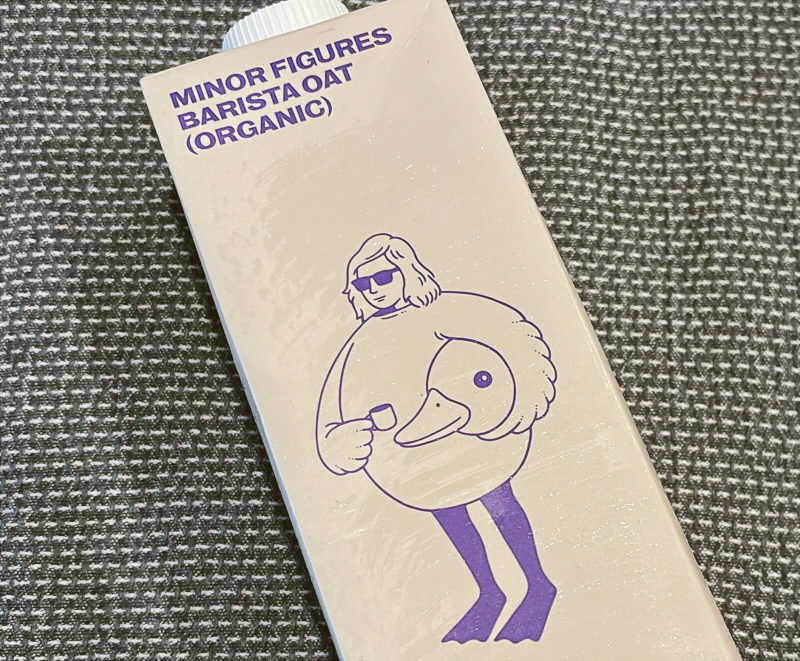 MINOR FIGURES
BARISTA OAT
(ORGANIC)